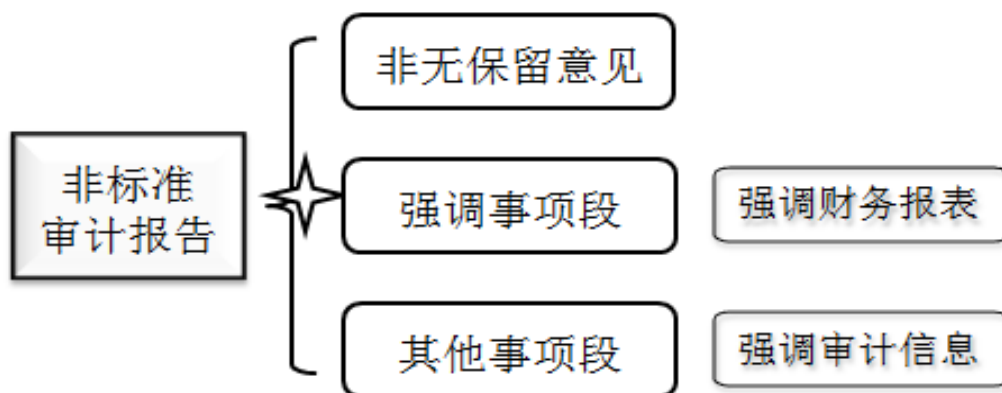 非无保留意见
非标准
审计报告
强调事项段
强调财务报表
其他事项段
强调审计信息